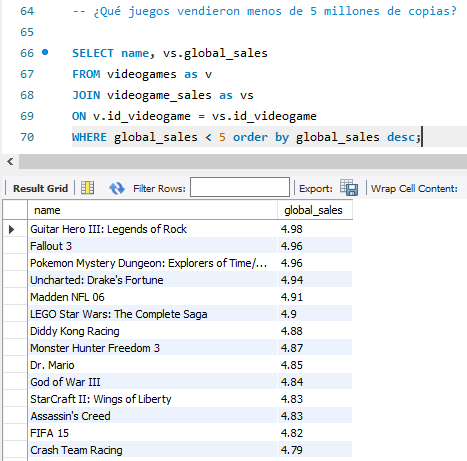 64 -- ¿Qué juegos vendieron menos de 5 millones de copias?
65
66 SELECT name, vs.global_sales
67 FROM videogames as v
68 JOIN videogame_sales as vs
69 ON v.id_videogame = vs.id_videogame
70 WHERE global_sales < 5 order by global_sales desc;
Result Grid Filter Rows: Export: Wrap Cell Content:
name global_sales
Guitar Hero III: Legends of Rock 4.98
Fallout 3 4.96
Pokemon Mystery Dungeon: Explorers of Time/... 4.96
Uncharted: Drake's Fortune 4.94
Madden NFL 06 4.91
LEGO Star Wars: The Complete Saga 4.9
Diddy Kong Racing 4.88
Monster Hunter Freedom 3 4.87
Dr. Mario 4.85
God of War III 4.84
StarCraft II: Wings of Liberty 4.83
Assassin's Creed 4.83
FIFA 15 4.82
Crash Team Racing 4.79